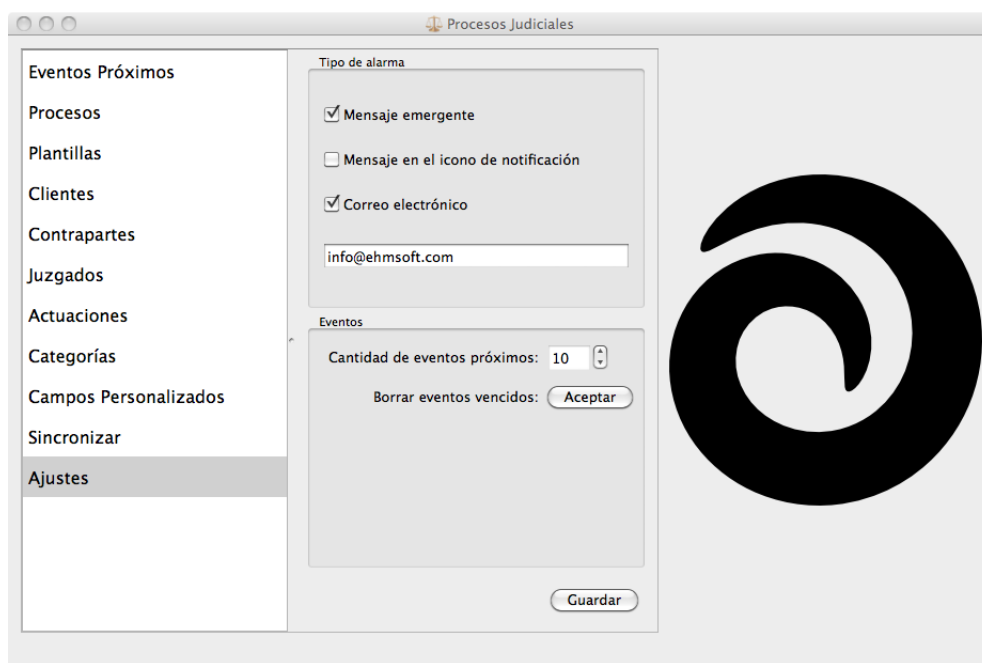 Procesos Judiciales
Eventos Próximos
Procesos
Plantillas
Clientes
Contrapartes
Juzgados
Actuaciones
Categorías
Campos Personalizados
Sincronizar
Ajustes
Tipo de alarma
Mensaje emergente
Mensaje en el icono de notificación
Correo electrónico
info@ehmsoft.com
Eventos
Cantidad de eventos próximos: 10
Borrar eventos vencidos: Aceptar
Guardar